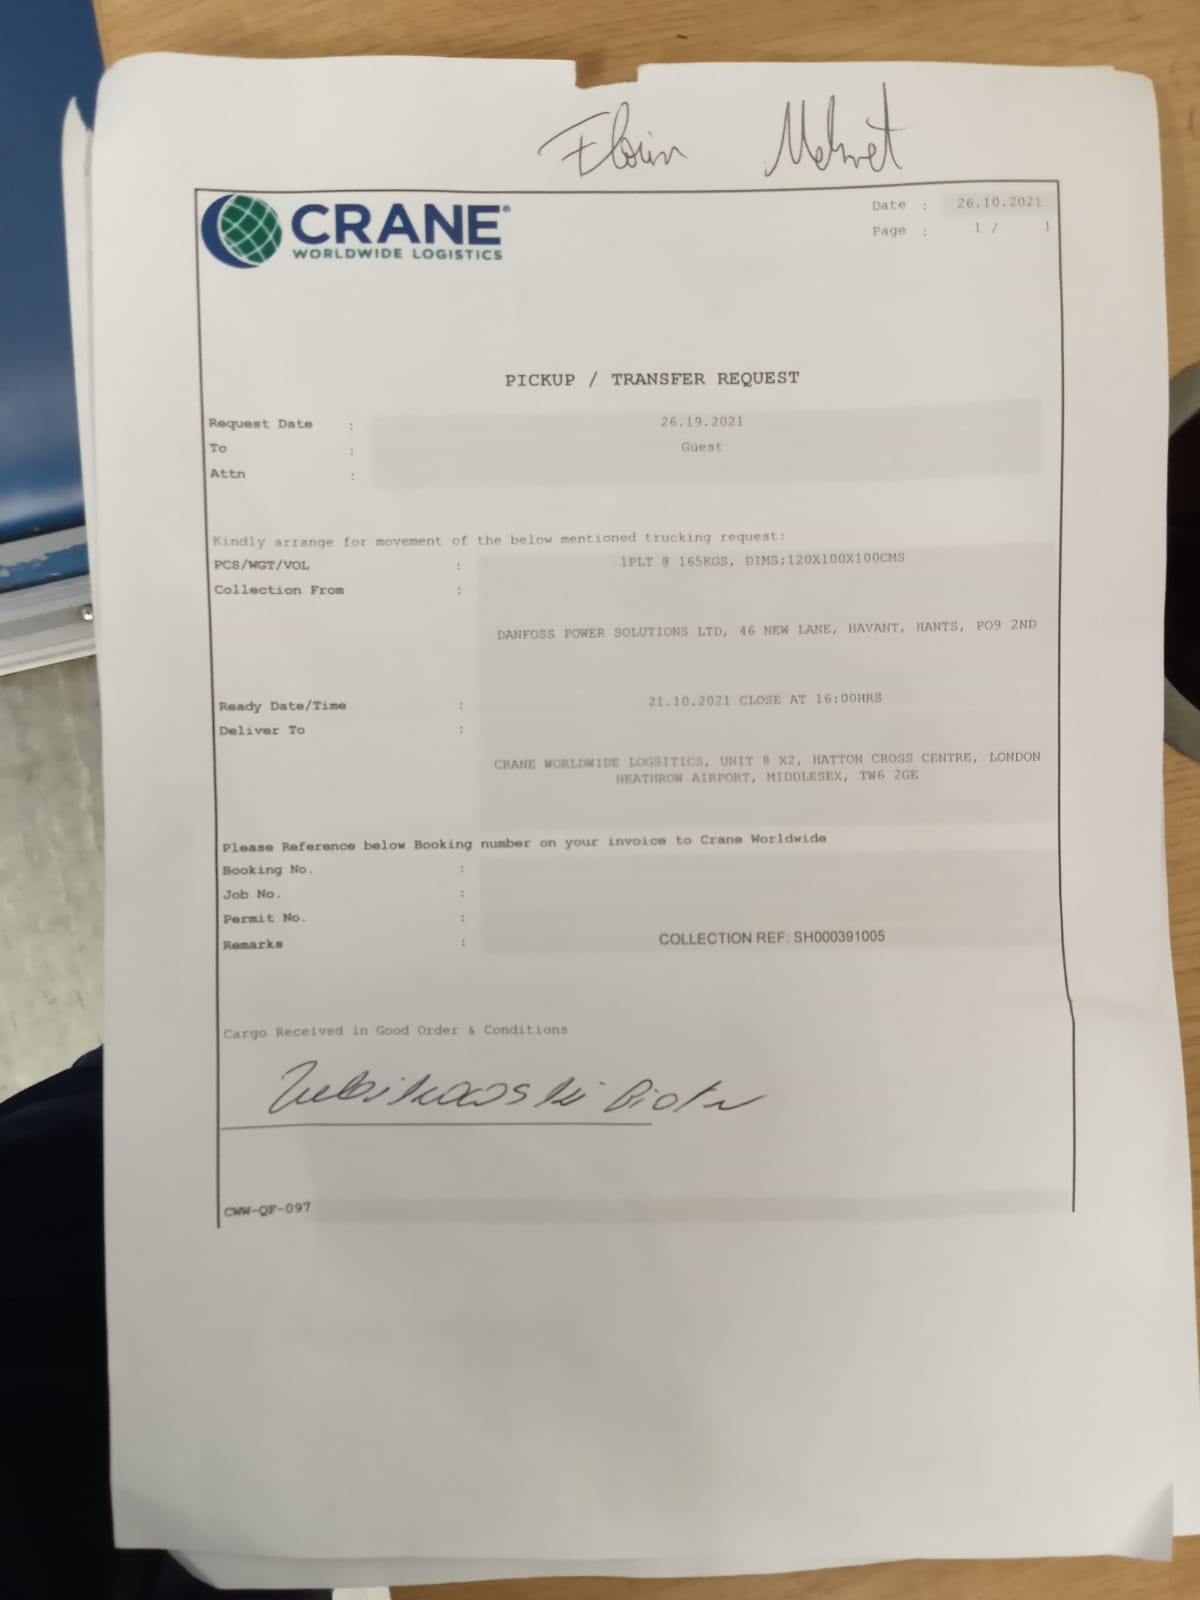 Florin Mehmet
CRANE®
WORLDWIDE LOGISTICS
Date : 26.10.2021
Page : 1 / 1
PICKUP / TRANSFER REQUEST
Request Date : 26.19.2021
To : Guest
Attn :
Kindly arrange for movement of the below mentioned trucking request:
PCS/WGT/VOL : 1PLT @ 165KGS, DIMS:120X100X100CMS
Collection From :
DANFOSS POWER SOLUTIONS LTD, 46 NEW LANE, HAVANT, HANTS, PO9 2ND
Ready Date/Time : 21.10.2021 CLOSE AT 16:00HRS
Deliver To :
CRANE WORLDWIDE LOGSITICS, UNIT 8 X2, HATTON CROSS CENTRE, LONDON
HEATHROW AIRPORT, MIDDLESEX, TW6 2GE
Please Reference below Booking number on your invoice to Crane Worldwide
Booking No. :
Job No. :
Permit No. :
Remarks : COLLECTION REF: SH000391005
Cargo Received in Good Order & Conditions
CWW-QF-097